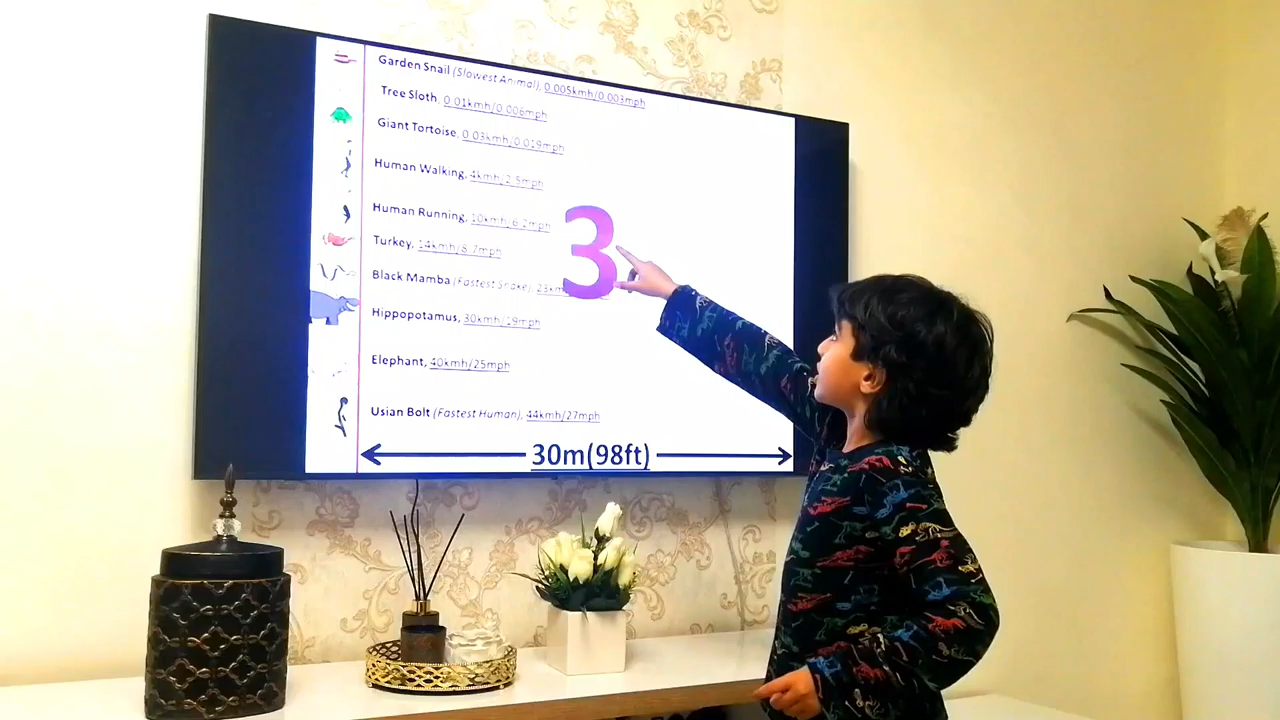 Garden Snail (Slowest Animal), 0.005kmh/0.003mph
Tree Sloth, 0.01kmh/0.006mph
Giant Tortoise, 0.03kmh/0.019mph
Human Walking, 4kmh/2.5mph
Human Running, 10kmh/6.2mph
3
Turkey, 14kmh/8.7mph
Black Mamba (Fastest Snake), 23km
Hippopotamus, 30kmh/19mph
Elephant, 40kmh/25mph
Usian Bolt (Fastest Human), 44kmh/27mph
30m(98ft)